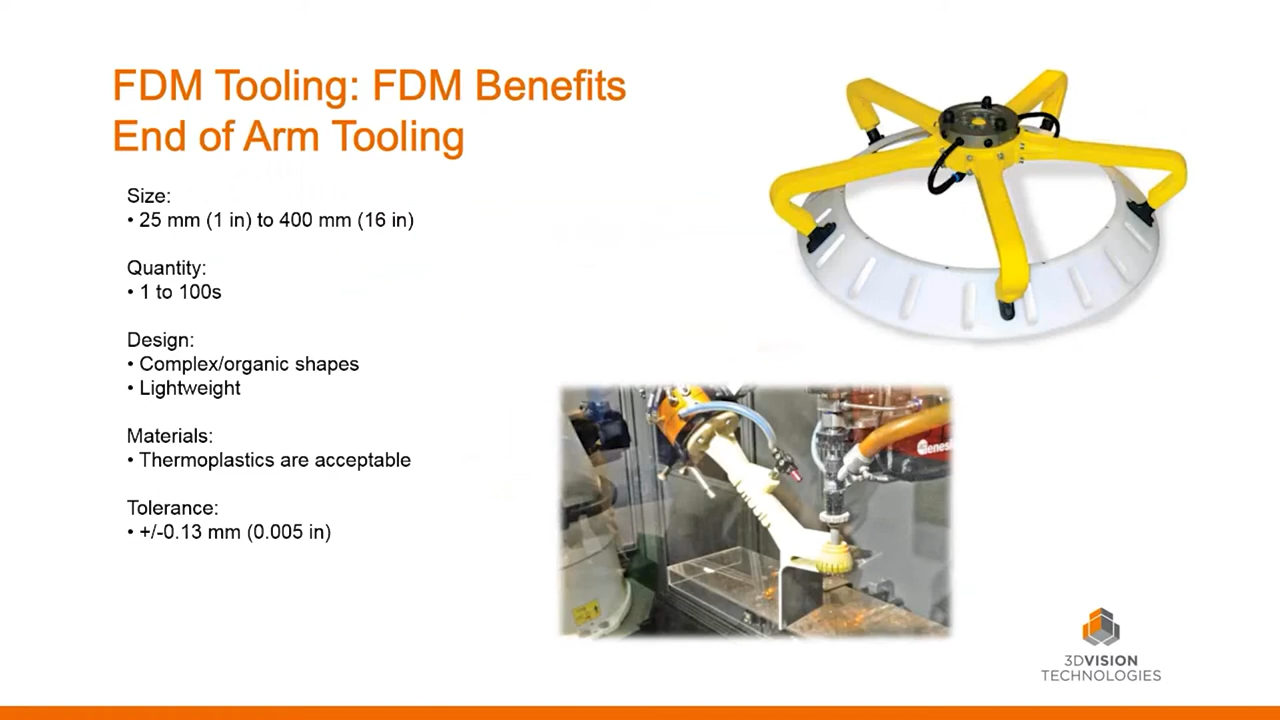 FDM Tooling: FDM Benefits
End of Arm Tooling
Size:
• 25 mm (1 in) to 400 mm (16 in)
Quantity:
• 1 to 100s
Design:
• Complex/organic shapes
• Lightweight
Materials:
• Thermoplastics are acceptable
Tolerance:
• +/-0.13 mm (0.005 in)
3DVISION
TECHNOLOGIES